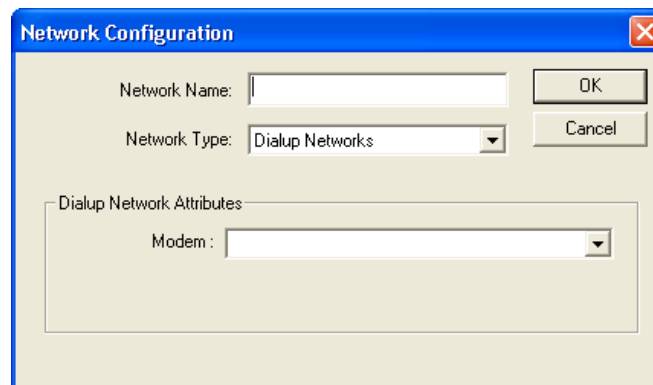 Network Configuration
Network Name:
OK
Network Type: Dialup Networks
Cancel
Dialup Network Attributes
Modem :